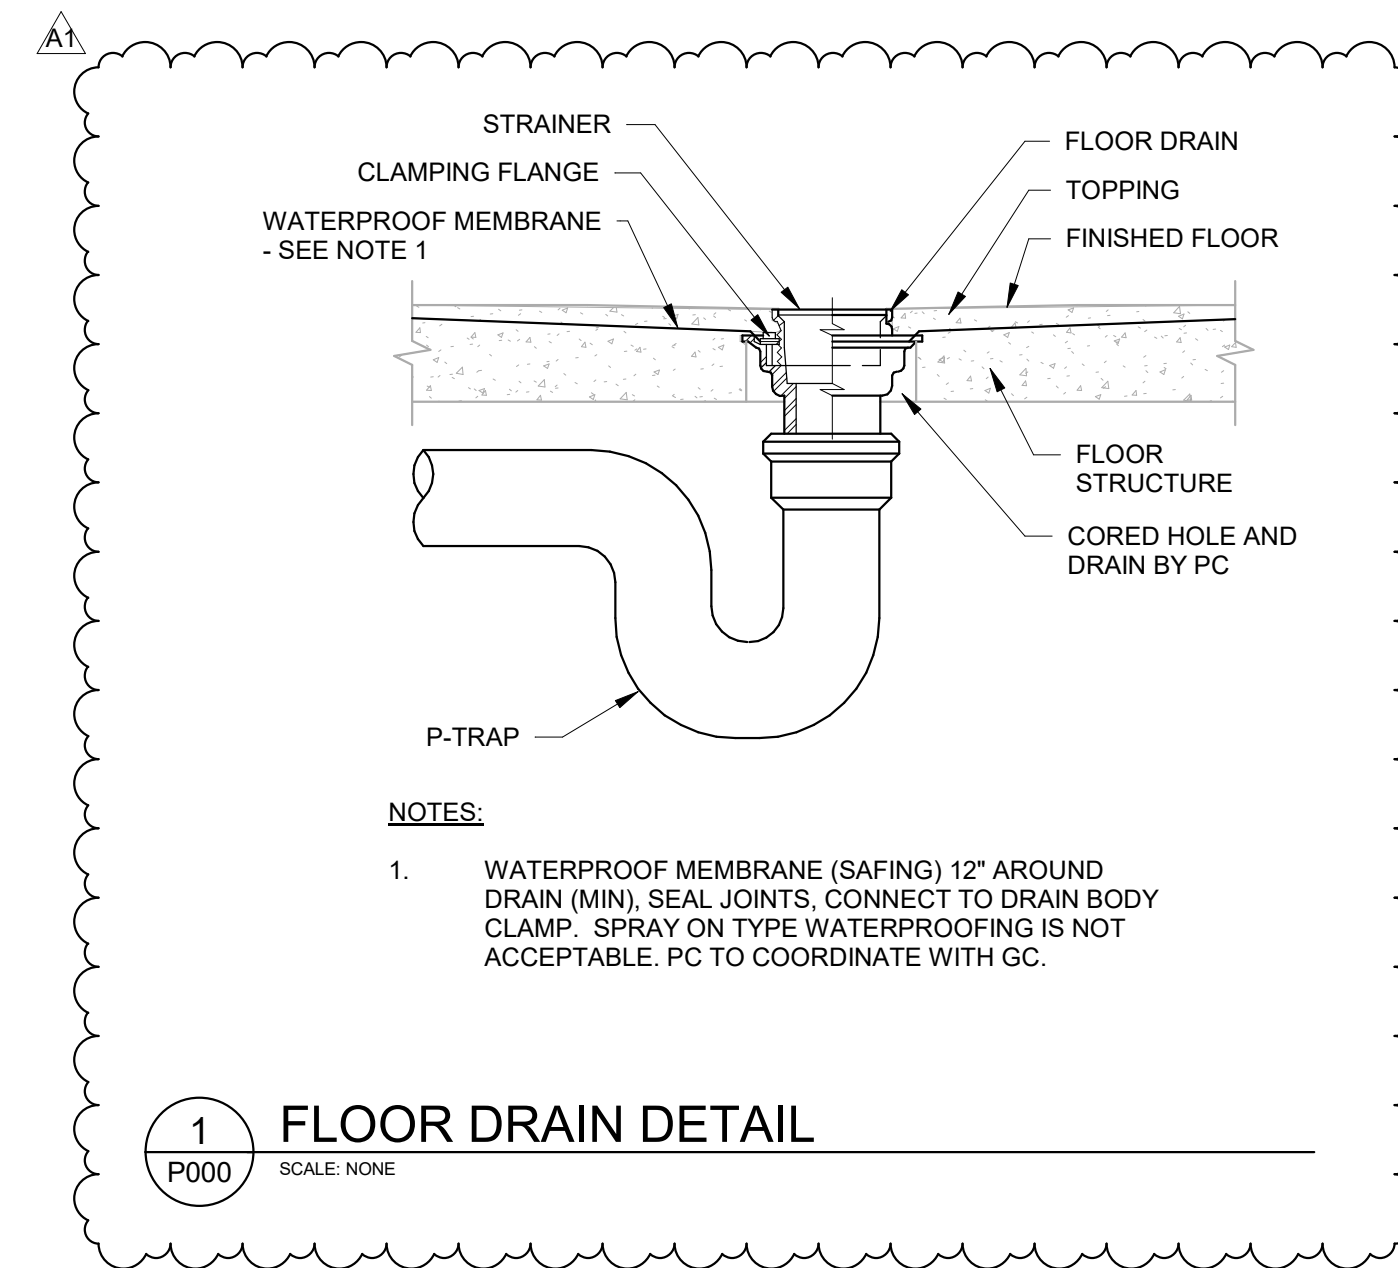 A1
STRAINER
CLAMPING FLANGE
WATERPROOF MEMBRANE
- SEE NOTE 1
FLOOR DRAIN
TOPPING
FINISHED FLOOR
FLOOR
STRUCTURE
CORED HOLE AND
DRAIN BY PC
P-TRAP
NOTES:
1. WATERPROOF MEMBRANE (SAFING) 12" AROUND
DRAIN (MIN), SEAL JOINTS, CONNECT TO DRAIN BODY
CLAMP. SPRAY ON TYPE WATERPROOFING IS NOT
ACCEPTABLE. PC TO COORDINATE WITH GC.
1
P000
FLOOR DRAIN DETAIL
SCALE: NONE